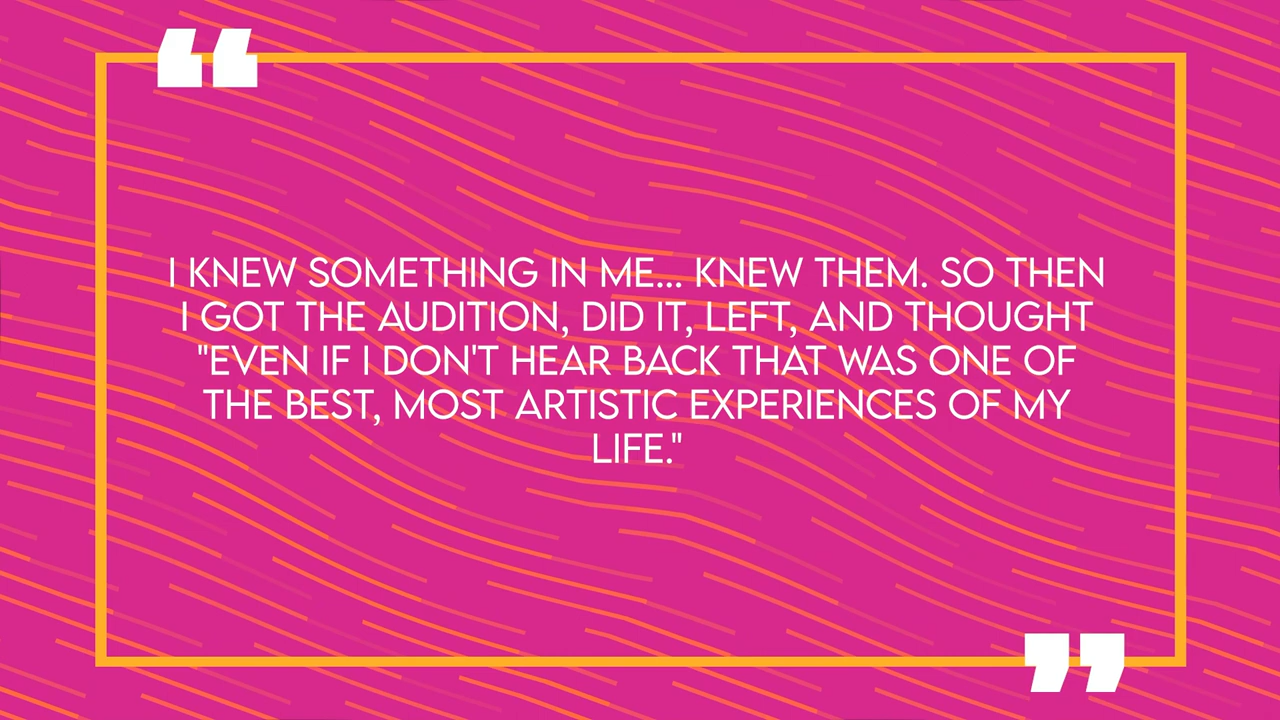 “
I KNEW SOMETHING IN ME... KNEW THEM. SO THEN
I GOT THE AUDITION, DID IT, LEFT, AND THOUGHT
"EVEN IF I DON'T HEAR BACK THAT WAS ONE OF
THE BEST, MOST ARTISTIC EXPERIENCES OF MY
LIFE."
”